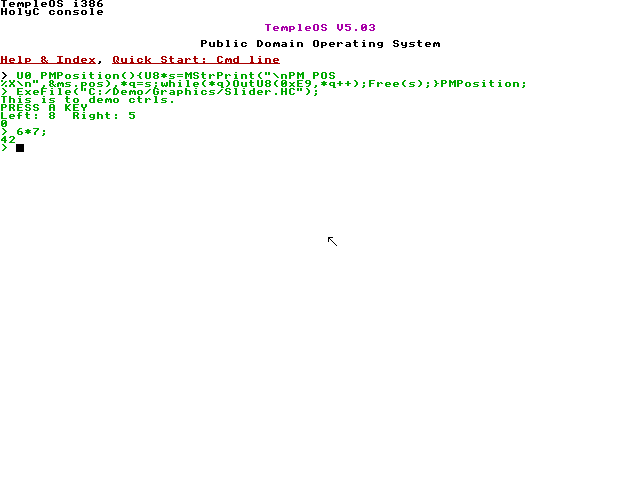 TempleOS i386
HolyC console
TempleOS V5.03
Public Domain Operating System
Help & Index, Quick Start: Cmd line
> U0 PMPosition(){U8*s=MStrPrint("\nPM_POS
%X\n",&ms.pos),*q=s;while(*q)OutU8(0xE9,*q++);Free(s);}PMPosition;
> ExeFile("C:/Demo/Graphics/Slider.HC");
This is to demo ctrls.
PRESS A KEY
Left: 8  Right: 5
0
> 6*7;
42
>